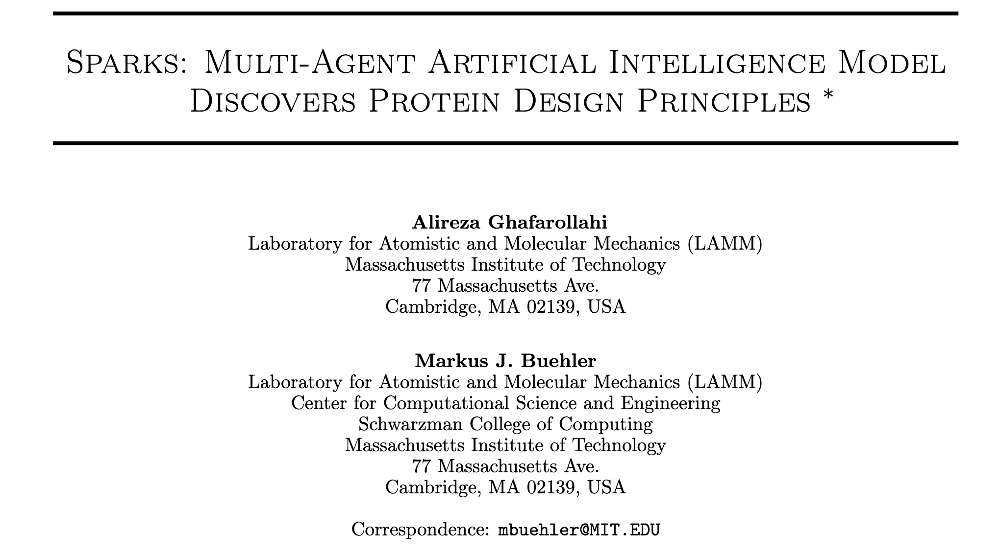 Sparks: Multi-Agent Artificial Intelligence Model
Discovers Protein Design Principles *
Alireza Ghafarollahi
Laboratory for Atomistic and Molecular Mechanics (LAMM)
Massachusetts Institute of Technology
77 Massachusetts Ave.
Cambridge, MA 02139, USA
Markus J. Buehler
Laboratory for Atomistic and Molecular Mechanics (LAMM)
Center for Computational Science and Engineering
Schwarzman College of Computing
Massachusetts Institute of Technology
77 Massachusetts Ave.
Cambridge, MA 02139, USA
Correspondence: mbuehler@MIT.EDU